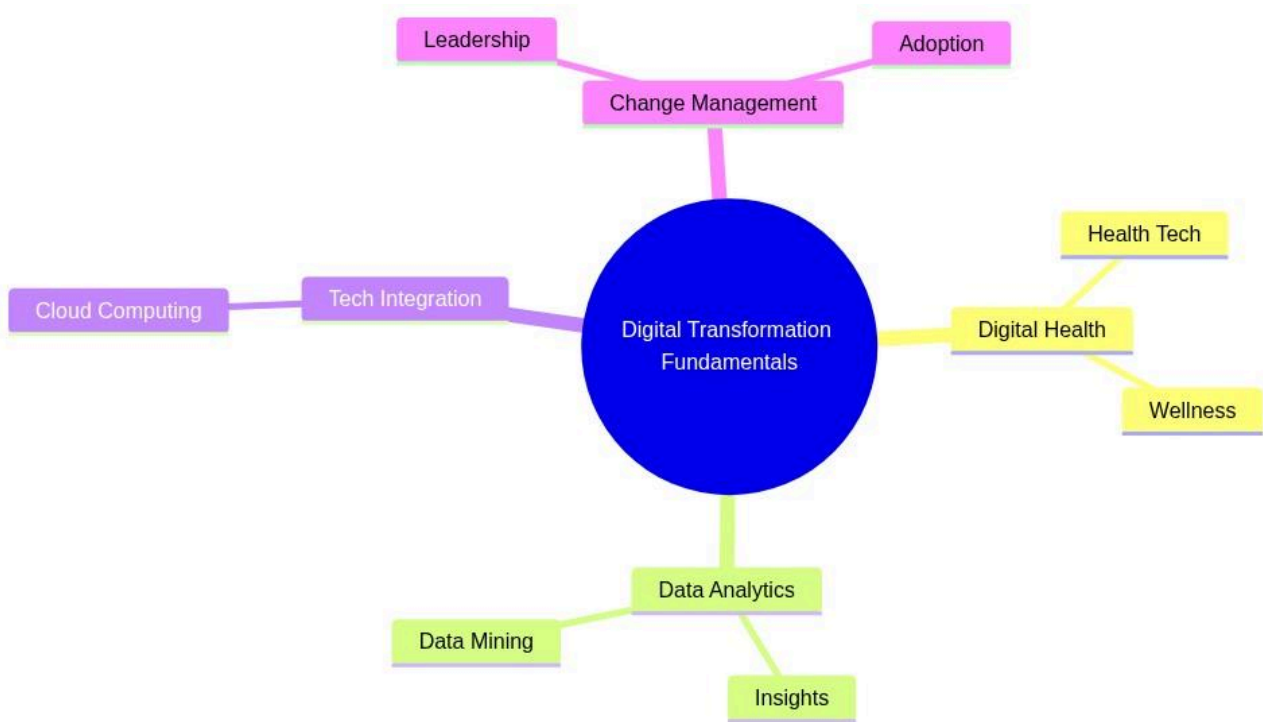 Leadership
Adoption
Change Management
Health Tech
Cloud Computing
Tech Integration
Digital Transformation
Fundamentals
Digital Health
Wellness
Data Analytics
Data Mining
Insights